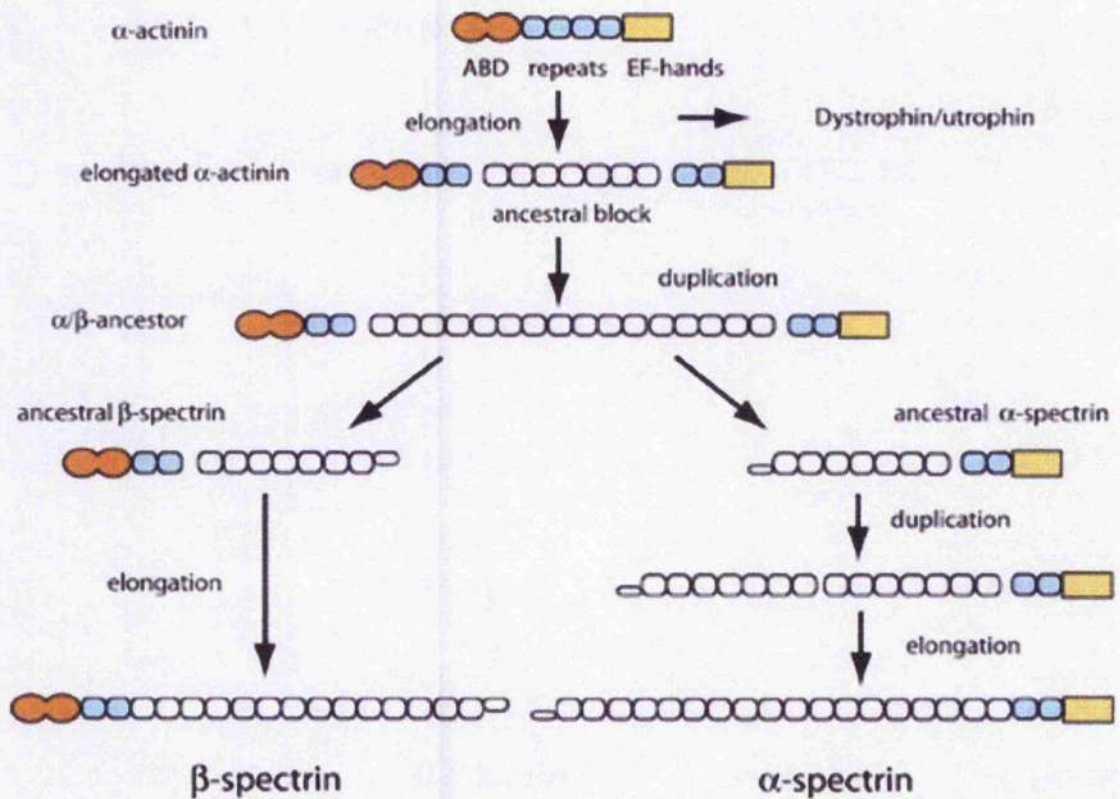 α-actinin
ABD repeats EF-hands
elongation
Dystrophin/utrophin
elongated α-actinin
ancestral block
duplication
α/β-ancestor
ancestral β-spectrin
ancestral α-spectrin
duplication
elongation
elongation
β-spectrin
α-spectrin